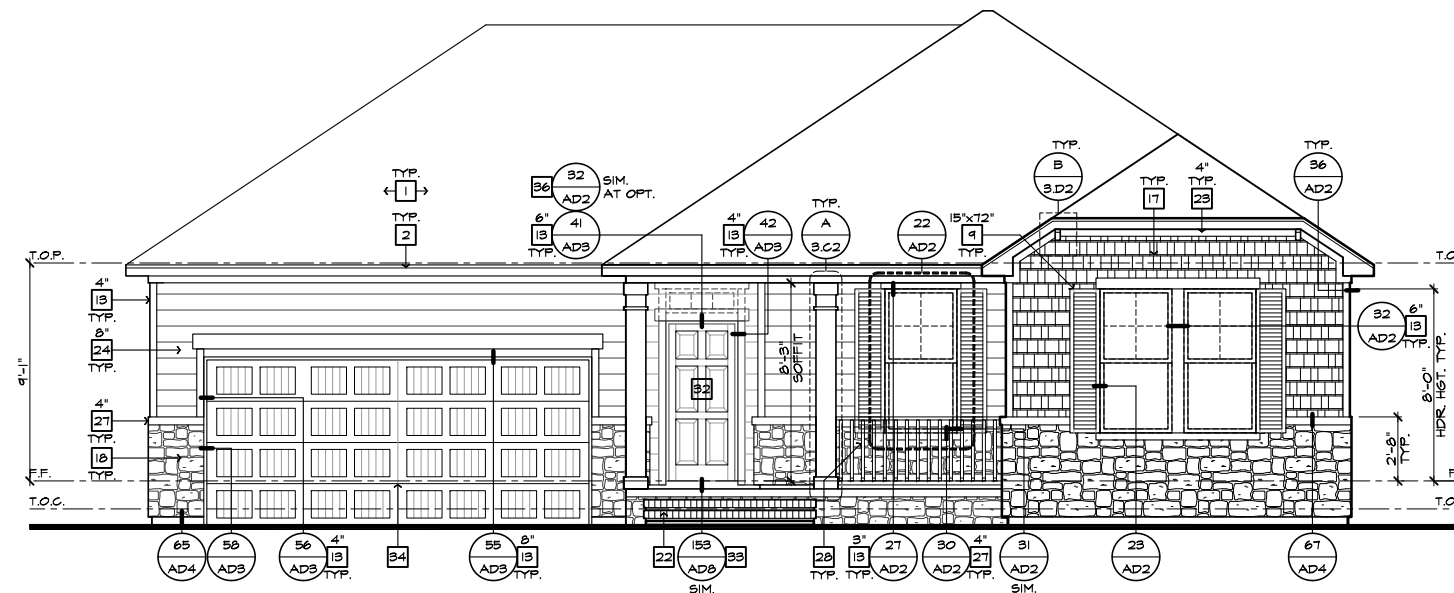 TYP.
1
TYP.
2
36
32
AD2
SIM.
AT OPT.
6"
13
TYP.
41
AD3
4"
13
TYP.
42
AD3
TYP.
A
3.C2
22
AD2
15"x72"
9
TYP.
TYP.
B
3.D2
TYP.
17
4"
23
TYP.
36
AD2
T.O.P.
T.O
4"
13
TYP.
8"
24
TYP.
9'-1"
4"
27
TYP.
18
TYP.
F.F.
T.O.C.
32
8'-3"
SOFFIT
32
AD2
6"
13
TYP.
8'-0"
HDR. HGT. TYP.
2'-8"
TYP.
F
T.O
65
AD4
58
AD3
56
AD3
4"
13
TYP.
34
55
AD3
8"
13
TYP.
22
153
AD8
SIM.
33
28
TYP.
3"
13
TYP.
27
AD2
30
AD2
4"
27
TYP.
31
AD2
SIM.
23
AD2
67
AD4